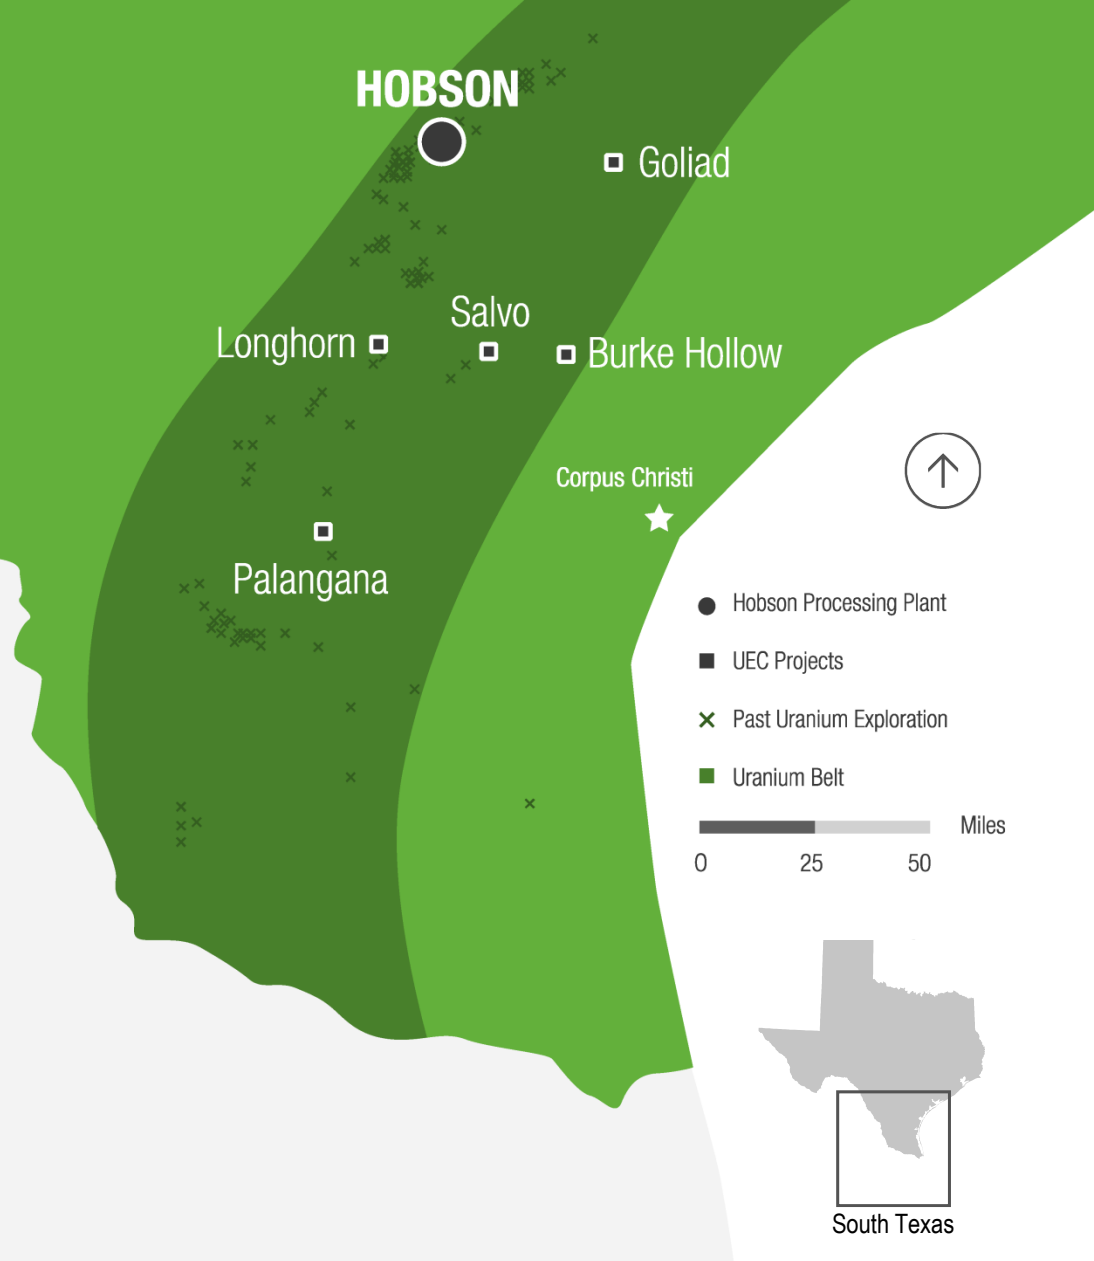 HOBSON
Goliad
Salvo
Longhorn
Burke Hollow
Corpus Christi
Palangana
Hobson Processing Plant
UEC Projects
Past Uranium Exploration
Uranium Belt
Miles
0 25 50
South Texas